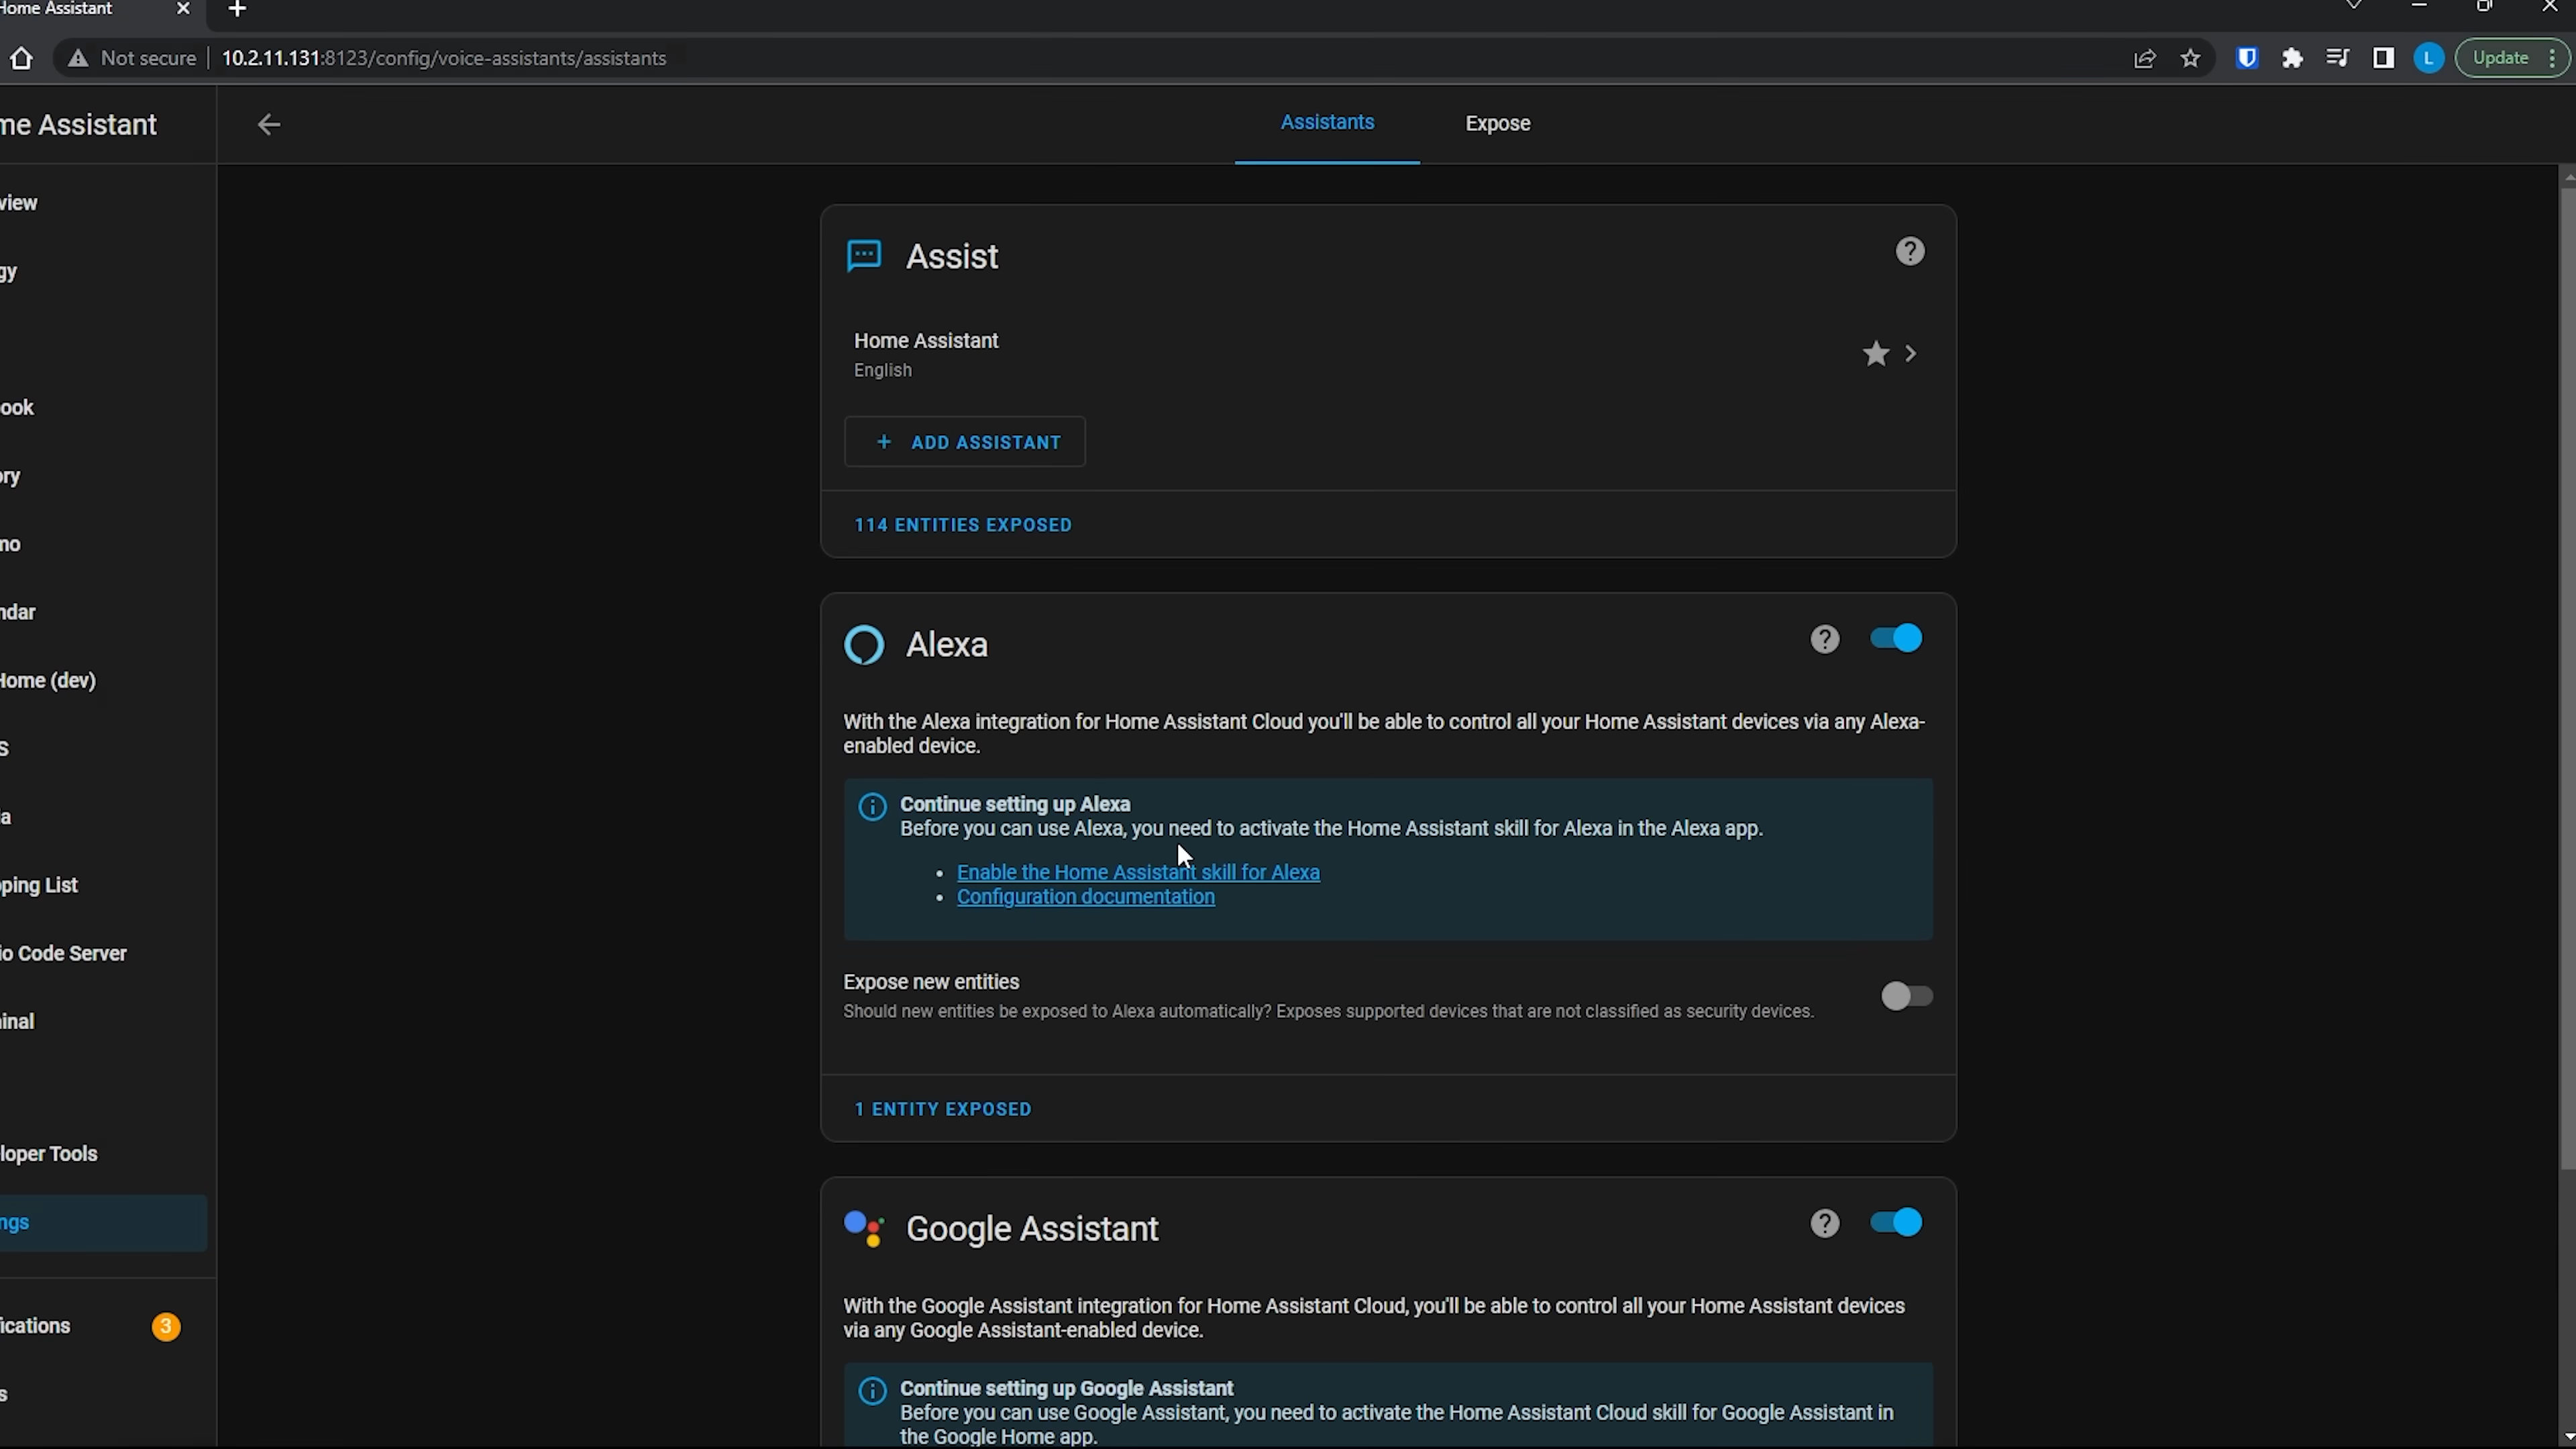 Home Assistant
Not secure
10.2.11.131:8123/config/voice-assistants/assistants
L
Update
me Assistant
Assistants
Expose
view
gy
ook
ory
mo
ndar
Home (dev)
S
a
ping List
io Code Server
inal
loper Tools
ngs
ications
3
s
Assist
Home Assistant
English
+ ADD ASSISTANT
114 ENTITIES EXPOSED
Alexa
With the Alexa integration for Home Assistant Cloud you'll be able to control all your Home Assistant devices via any Alexa-
enabled device.
Continue setting up Alexa
Before you can use Alexa, you need to activate the Home Assistant skill for Alexa in the Alexa app.
• Enable the Home Assistant skill for Alexa
• Configuration documentation
Expose new entities
Should new entities be exposed to Alexa automatically? Exposes supported devices that are not classified as security devices.
1 ENTITY EXPOSED
Google Assistant
With the Google Assistant integration for Home Assistant Cloud, you'll be able to control all your Home Assistant devices
via any Google Assistant-enabled device.
Continue setting up Google Assistant
Before you can use Google Assistant, you need to activate the Home Assistant Cloud skill for Google Assistant in
the Google Home app.